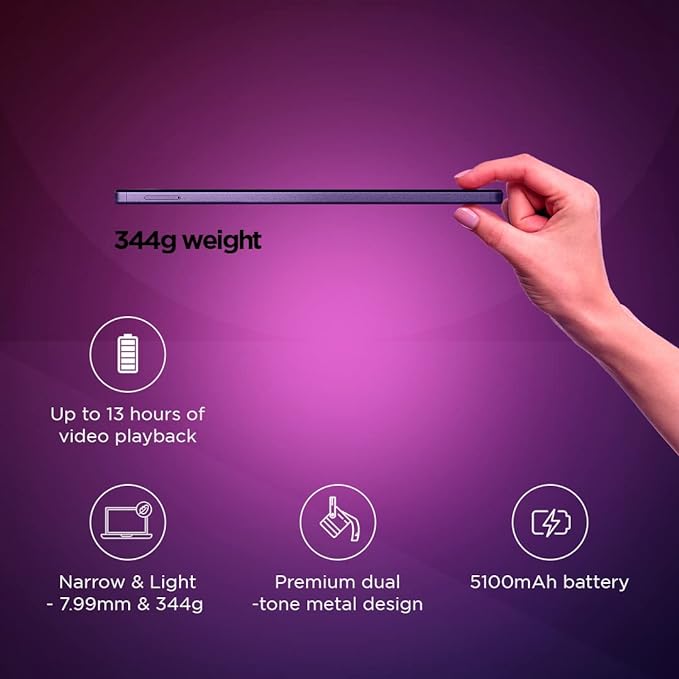 344g weight
Up to 13 hours of
video playback
Narrow & Light
- 7.99mm & 344g
Premium dual
-tone metal design
5100mAh battery